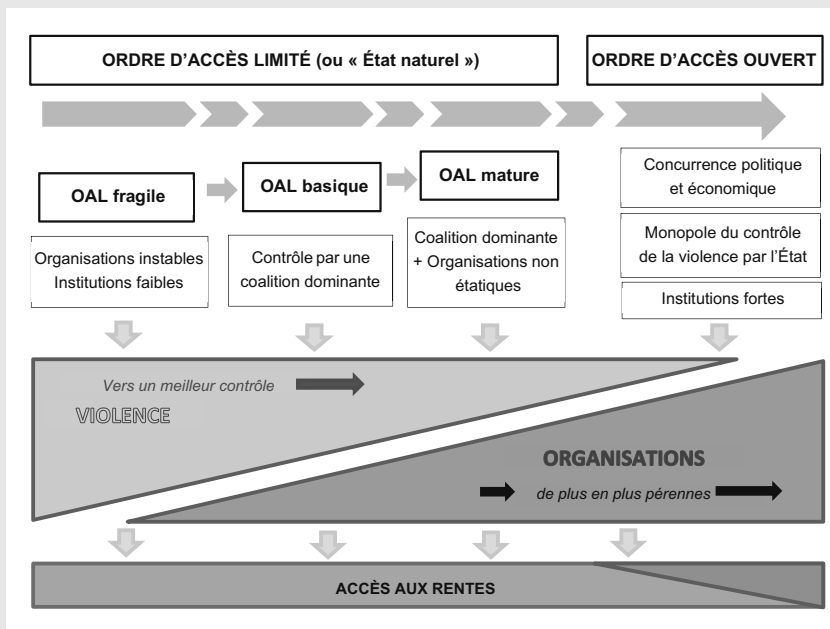 ORDRE D’ACCÈS LIMITÉ (ou « État naturel »)
ORDRE D’ACCÈS OUVERT
OAL fragile
OAL basique
OAL mature
Organisations instables
Institutions faibles
Contrôle par une
coalition dominante
Coalition dominante
+ Organisations non
étatiques
Concurrence politique
et économique
Monopole du contrôle
de la violence par l’État
Institutions fortes
Vers un meilleur contrôle
VIOLENCE
ORGANISATIONS
de plus en plus pérennes
ACCÈS AUX RENTES